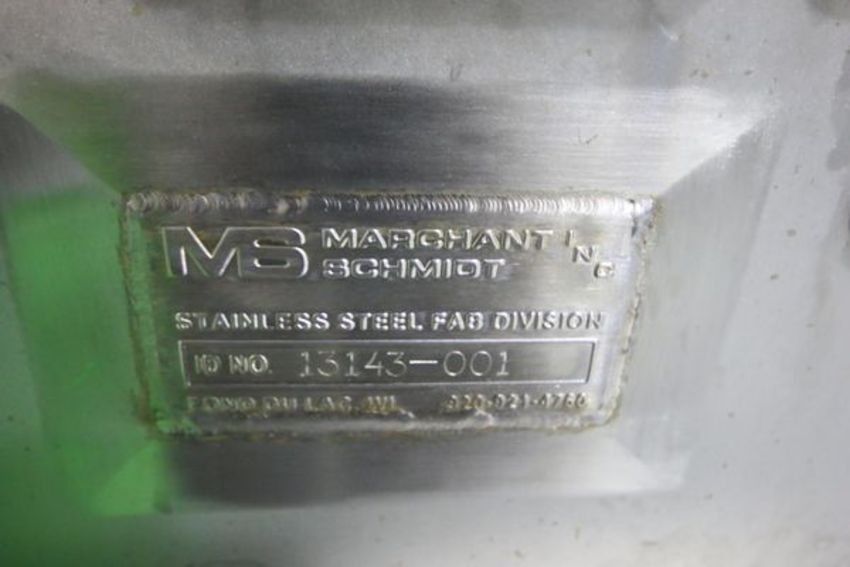 MS MARCHANT INC
SCHMIDT
STAINLESS STEEL FAB DIVISION
ID NO. 13143-001
FOND DU LAC, WI. 920-921-4760